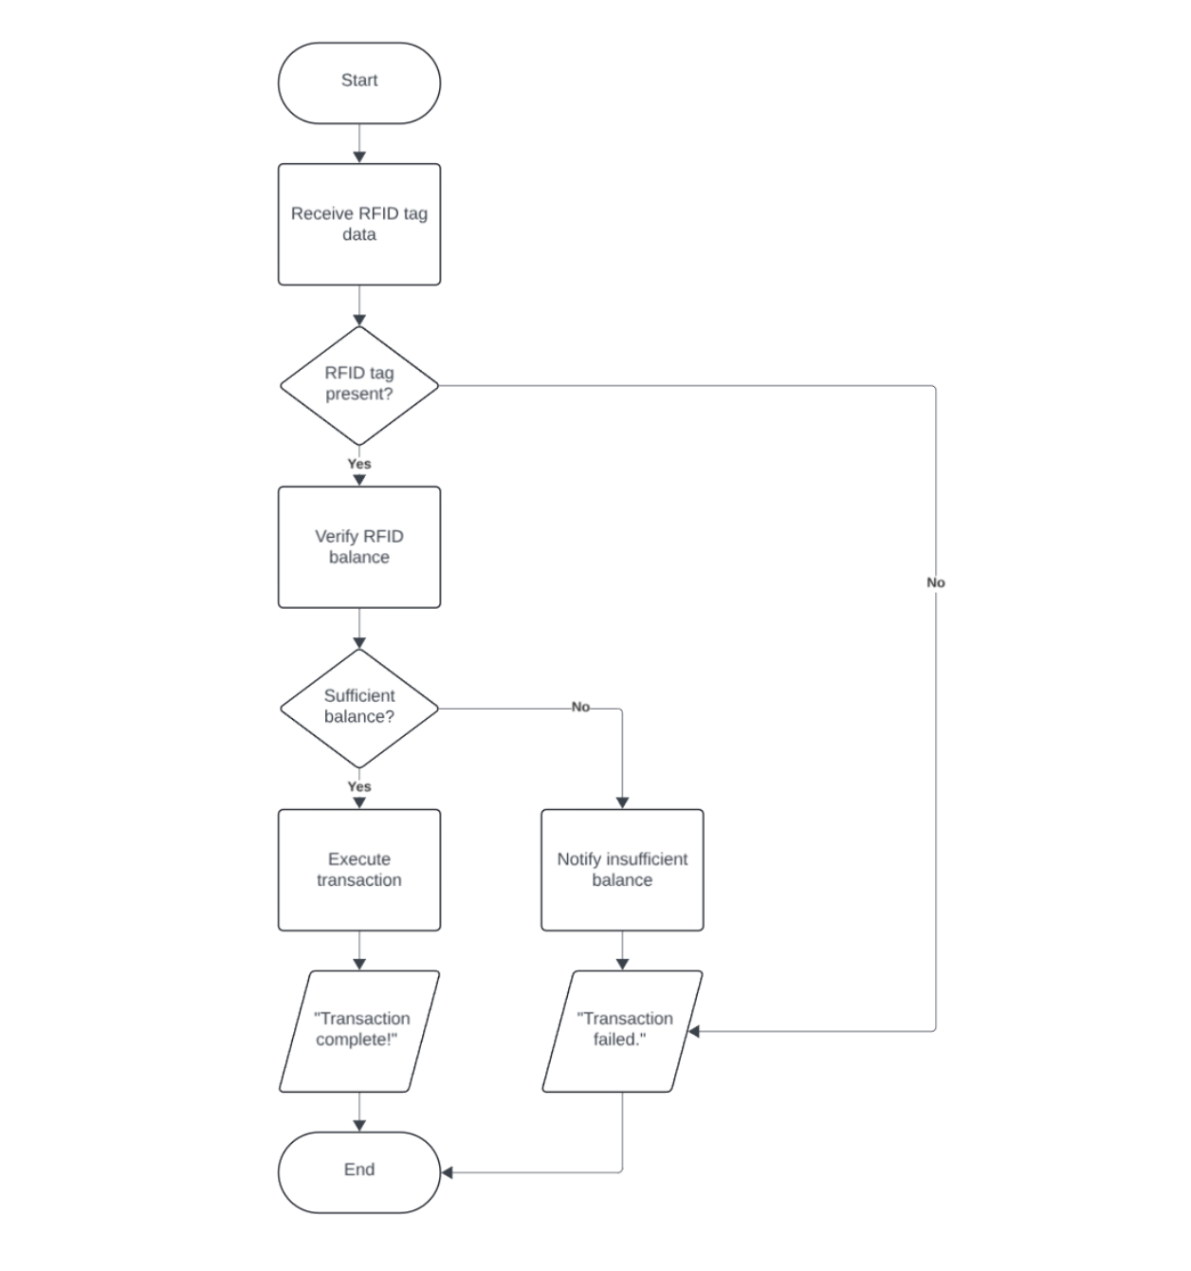 Start
Receive RFID tag
data
RFID tag
present?
Yes
Verify RFID
balance
No
Sufficient
balance?
No
Yes
Execute
transaction
Notify insufficient
balance
"Transaction
complete!"
"Transaction
failed."
End